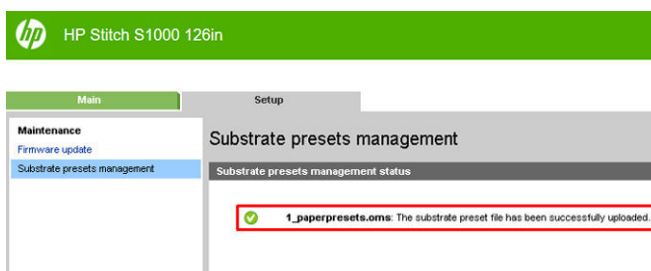 hp HP Stitch S1000 126in
Main Setup
Maintenance
Firmware update
Substrate presets management
Substrate presets management
Substrate presets management status
1_paperpresets.oms: The substrate preset file has been successfully uploaded.